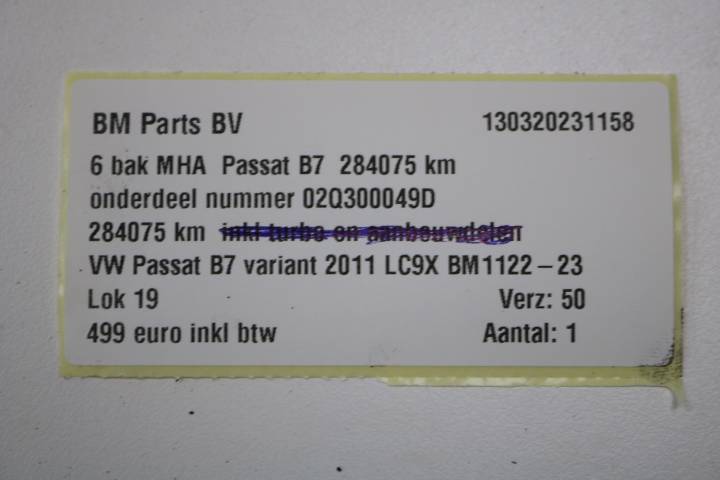 BM Parts BV 130320231158
6 bak MHA Passat B7 284075 km
onderdeel nummer 02Q300049D
284075 km inkl turbo en aanbouwdelen
VW Passat B7 variant 2011 LC9X BM1122 – 23
Lok 19 Verz: 50
499 euro inkl btw Aantal: 1